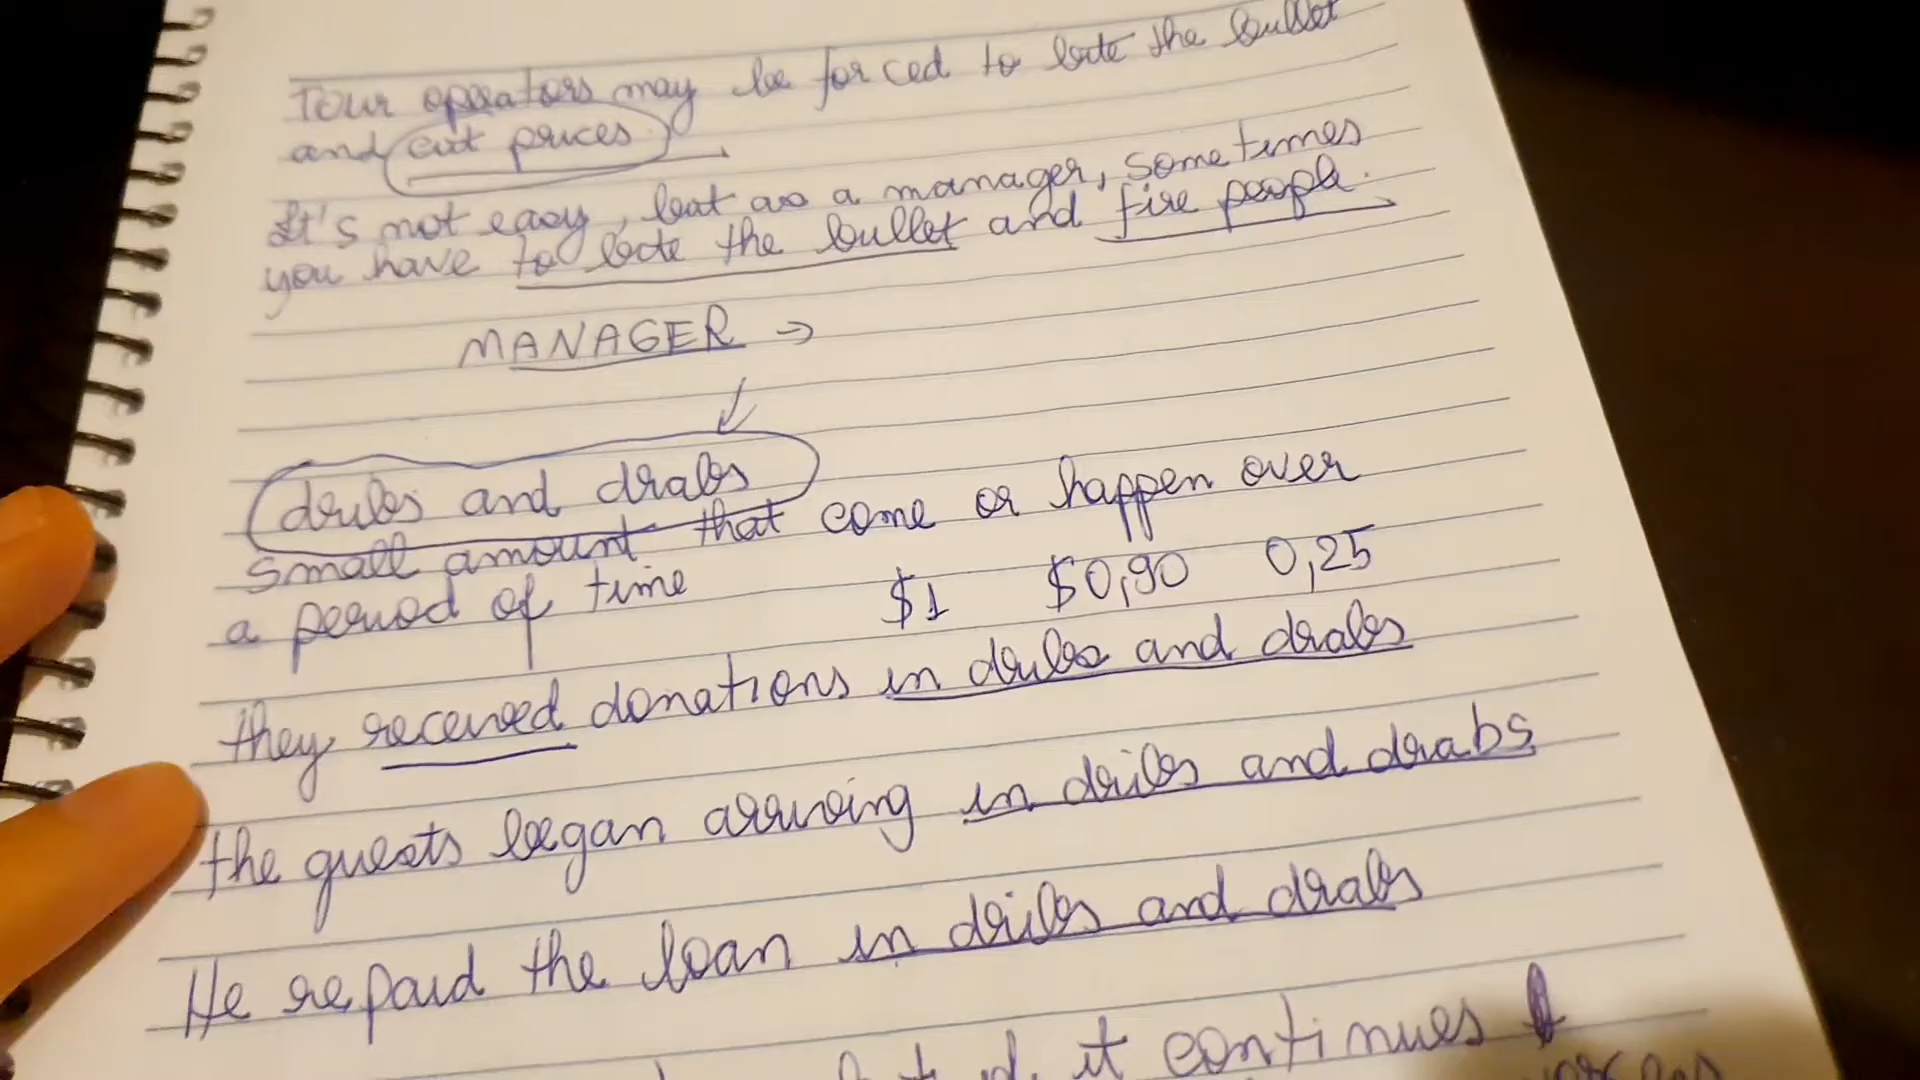 Tour operators may be forced to bite the bullet
and cut prices.
It's not easy, but as a manager, sometimes
you have to bite the bullet and fire people.
MANAGER →
dribs and drabs
small amount that come or happen over
a period of time $1 $0,90 0,25
they received donations in dribs and drabs
the guests began arriving in dribs and drabs
He repaid the loan in dribs and drabs
it continues